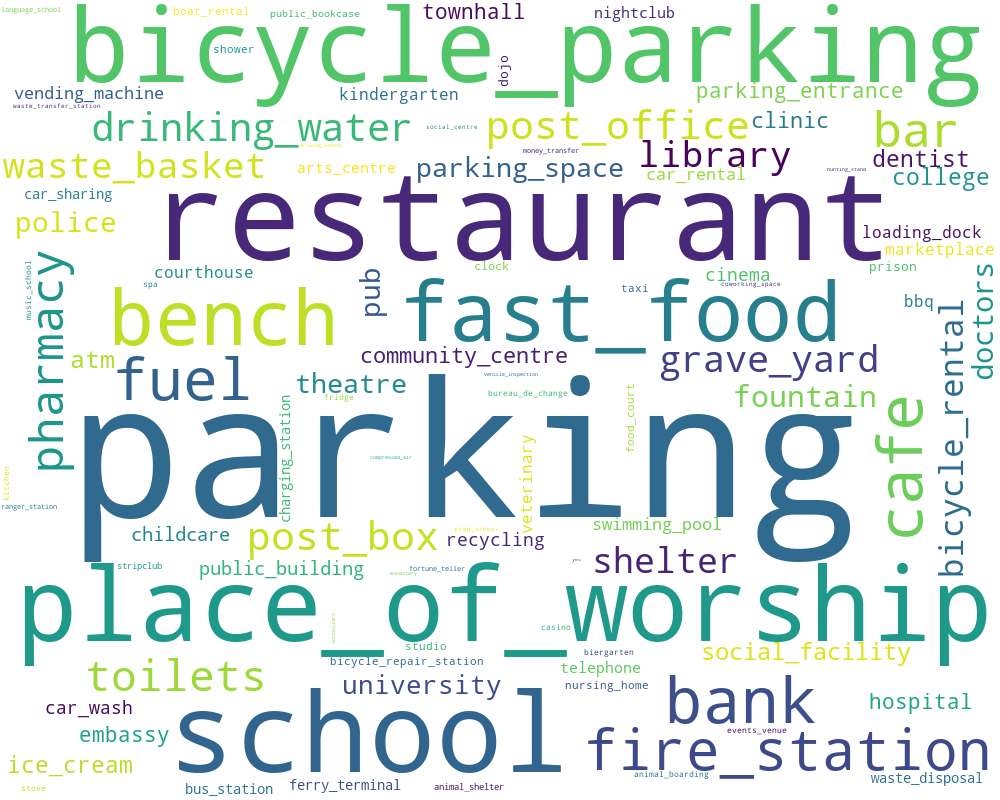 language_school
boat_rental
public_bookcase
townhall
nightclub
bicycle_parking
shower
dojo
vending_machine
waste_transfer_station
kindergarten
parking_entrance
drinking_water
social_centre
post_office
clinic
bar
driving_school
money_transfer
library
dentist
waste_basket
arts_centre
parking_space
car_rental
hunting_stand
college
car_sharing
restaurant
police
loading_dock
marketplace
pharmacy
music_school
courthouse
spa
clock
pub
taxi
cinema
coworking_space
prison
doctors
bench
fast_food
bbq
bicycle_rental
atm
fuel
community_centre
grave_yard
theatre
vehicle_inspection
fridge
bureau_de_change
fountain
charging_station
food_court
cafe
parking
compressed_air
veterinary
kitchen
ranger_station
childcare
post_box
prep_school
recycling
swimming_pool
stripclub
public_building
fortune_teller
monastery
shelter
yes
place_of_worship
casino
studio
biergarten
bicycle_repair_station
telephone
social_facility
toilets
university
nursing_home
bank
hospital
car_wash
school
events_venue
embassy
fire_station
ice_cream
stove
bus_station
ferry_terminal
animal_shelter
animal_boarding
waste_disposal